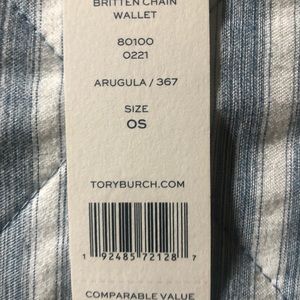 BRITTEN CHAIN
WALLET
80100
0221
ARUGULA / 367
SIZE
OS
TORYBURCH.COM
1 92485 72128 7
COMPARABLE VALUE